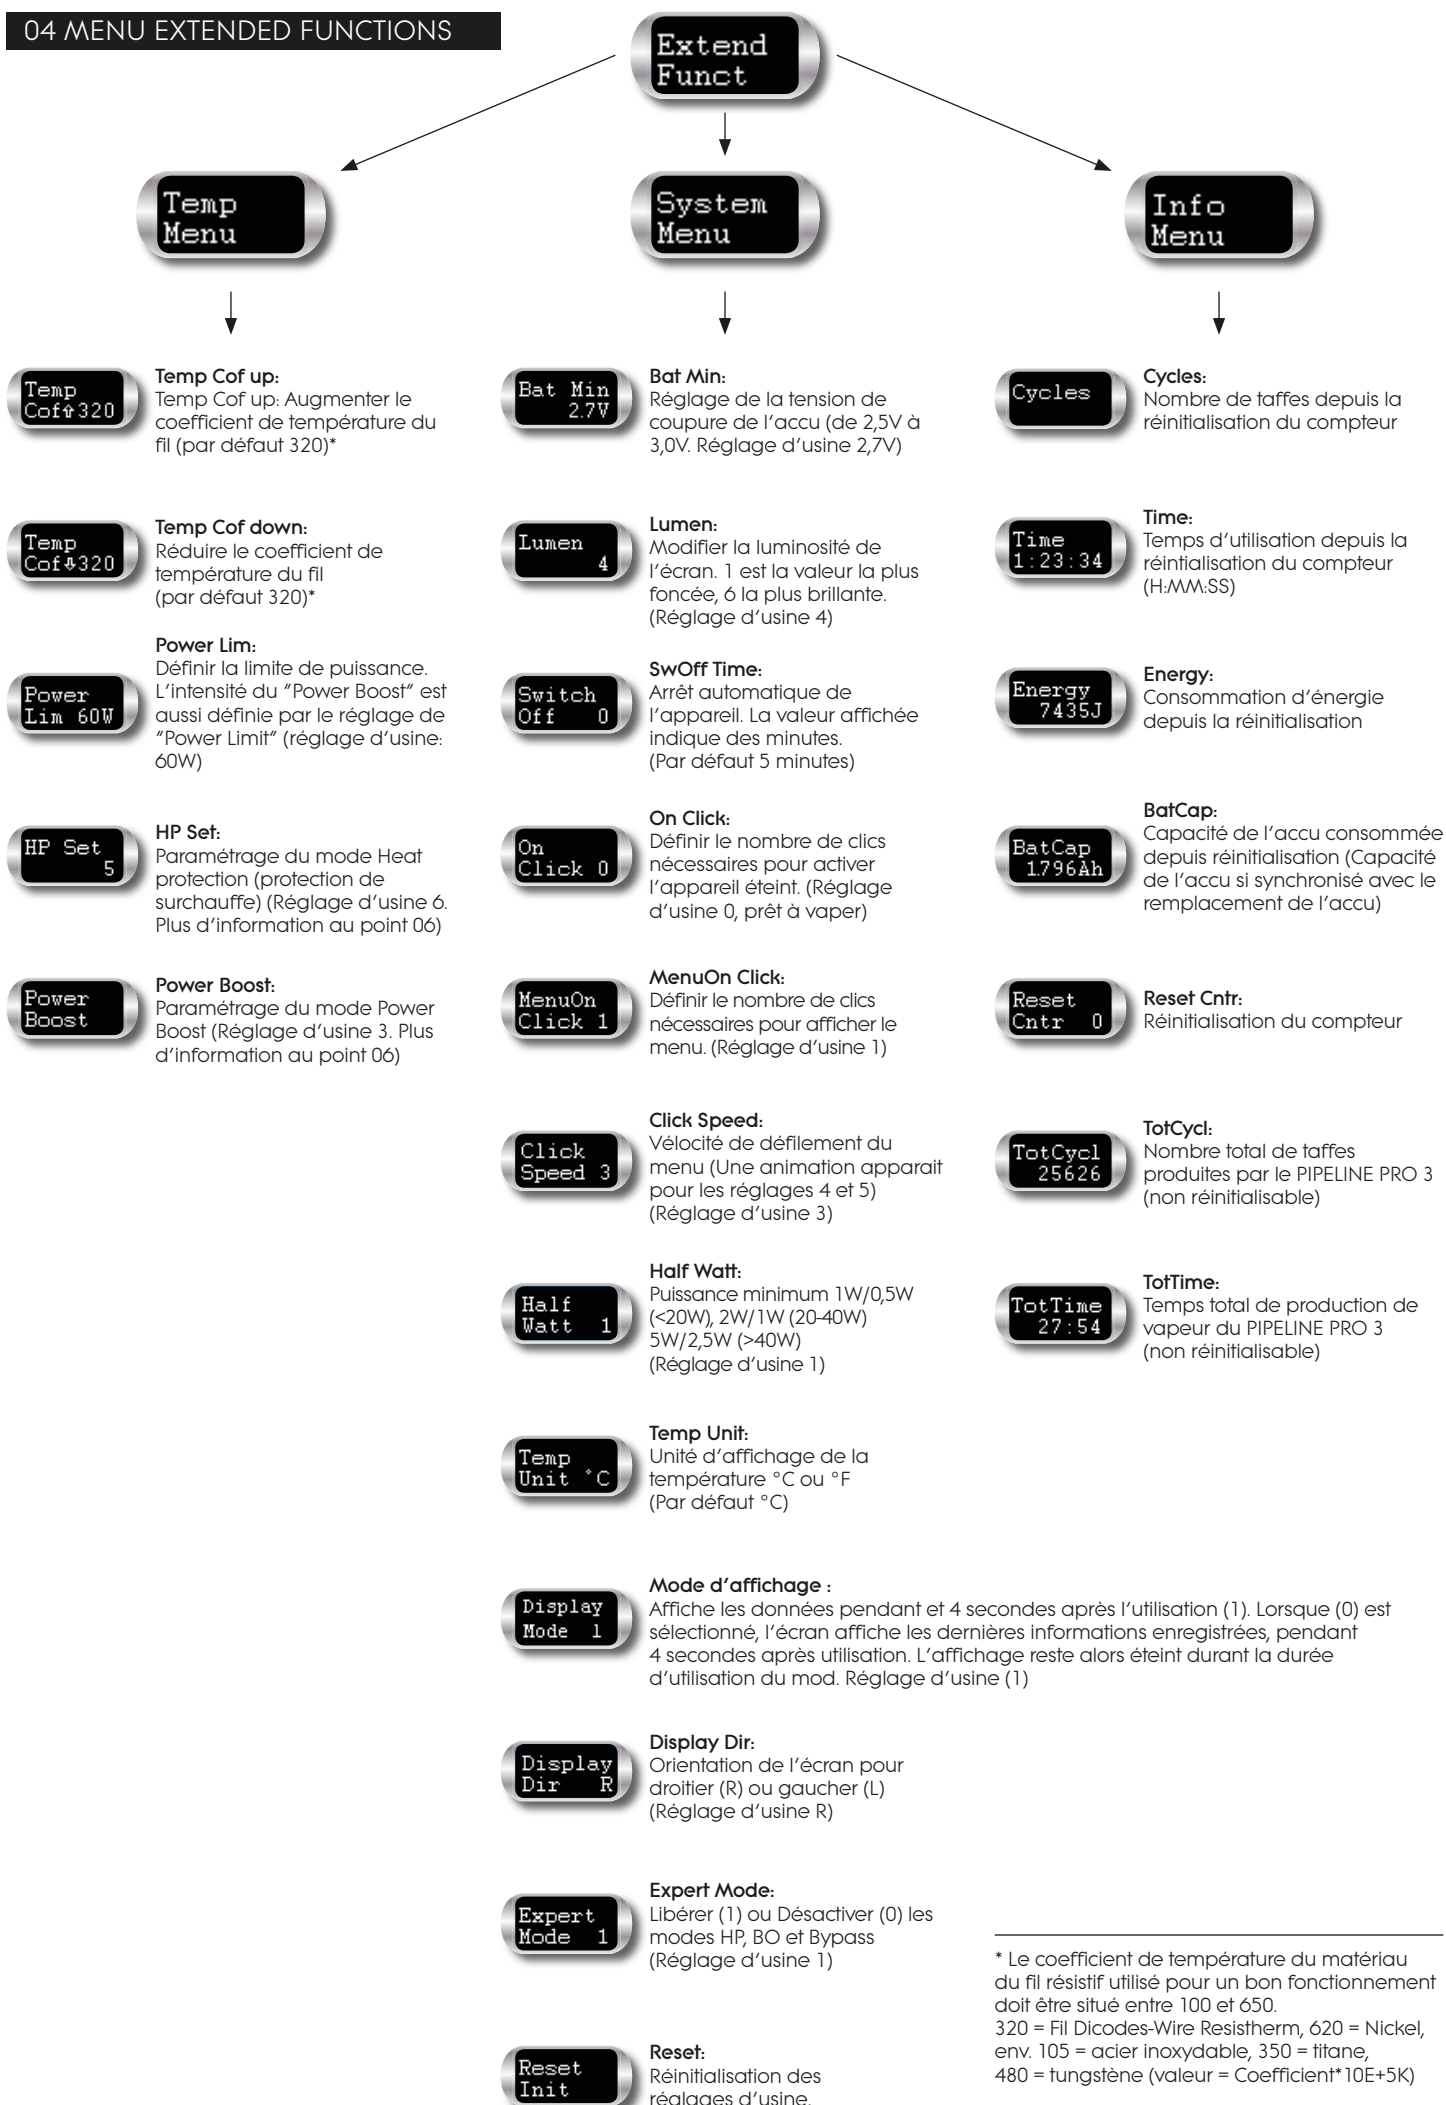 04 MENU EXTENDED FUNCTIONS
Extend
Funct
Temp
Menu
System
Menu
Info
Menu
Temp
Cof⇧320
Temp Cof up:
Temp Cof up: Augmenter le
coefficient de température du
fil (par défaut 320)*
Temp
Cof⇩320
Temp Cof down:
Réduire le coefficient de
température du fil
(par défaut 320)*
Power
Lim 60W
Power Lim:
Définir la limite de puissance.
L'intensité du "Power Boost" est
aussi définie par le réglage de
"Power Limit" (réglage d'usine:
60W)
HP Set
5
HP Set:
Paramétrage du mode Heat
protection (protection de
surchauffe) (Réglage d'usine 6.
Plus d'information au point 06)
Power
Boost
Power Boost:
Paramétrage du mode Power
Boost (Réglage d'usine 3. Plus
d'information au point 06)
Bat Min
2.7V
Bat Min:
Réglage de la tension de
coupure de l'accu (de 2,5V à
3,0V. Réglage d'usine 2,7V)
Lumen
4
Lumen:
Modifier la luminosité de
l'écran. 1 est la valeur la plus
foncée, 6 la plus brillante.
(Réglage d'usine 4)
Switch
Off 0
SwOff Time:
Arrêt automatique de
l'appareil. La valeur affichée
indique des minutes.
(Par défaut 5 minutes)
On
Click 0
On Click:
Définir le nombre de clics
nécessaires pour activer
l'appareil éteint. (Réglage
d'usine 0, prêt à vaper)
MenuOn
Click 1
MenuOn Click:
Définir le nombre de clics
nécessaires pour afficher le
menu. (Réglage d'usine 1)
Click
Speed 3
Click Speed:
Vélocité de défilement du
menu (Une animation apparait
pour les réglages 4 et 5)
(Réglage d'usine 3)
Half
Watt 1
Half Watt:
Puissance minimum 1W/0,5W
(<20W), 2W/1W (20-40W)
5W/2,5W (>40W)
(Réglage d'usine 1)
Temp
Unit °C
Temp Unit:
Unité d'affichage de la
température °C ou °F
(Par défaut °C)
Display
Mode 1
Mode d'affichage :
Affiche les données pendant et 4 secondes après l'utilisation (1). Lorsque (0) est
sélectionné, l'écran affiche les dernières informations enregistrées, pendant
4 secondes après utilisation. L'affichage reste alors éteint durant la durée
d'utilisation du mod. Réglage d'usine (1)
Display
Dir R
Display Dir:
Orientation de l'écran pour
droitier (R) ou gaucher (L)
(Réglage d'usine R)
Expert
Mode 1
Expert Mode:
Libérer (1) ou Désactiver (0) les
modes HP, BO et Bypass
(Réglage d'usine 1)
Reset
Init
Reset:
Réinitialisation des
réglages d'usine.
Cycles
Cycles:
Nombre de taffes depuis la
réinitialisation du compteur
Time
1:23:34
Time:
Temps d'utilisation depuis la
réintialisation du compteur
(H:MM:SS)
Energy
7435J
Energy:
Consommation d'énergie
depuis la réinitialisation
BatCap
1.796Ah
BatCap:
Capacité de l'accu consommée
depuis réinitialisation (Capacité
de l'accu si synchronisé avec le
remplacement de l'accu)
Reset
Cntr 0
Reset Cntr:
Réinitialisation du compteur
TotCycl
25626
TotCycl:
Nombre total de taffes
produites par le PIPELINE PRO 3
(non réinitialisable)
TotTime
27:54
TotTime:
Temps total de production de
vapeur du PIPELINE PRO 3
(non réinitialisable)
* Le coefficient de température du matériau
du fil résistif utilisé pour un bon fonctionnement
doit être situé entre 100 et 650.
320 = Fil Dicodes-Wire Resistherm, 620 = Nickel,
env. 105 = acier inoxydable, 350 = titane,
480 = tungstène (valeur = Coefficient*10E+5K)